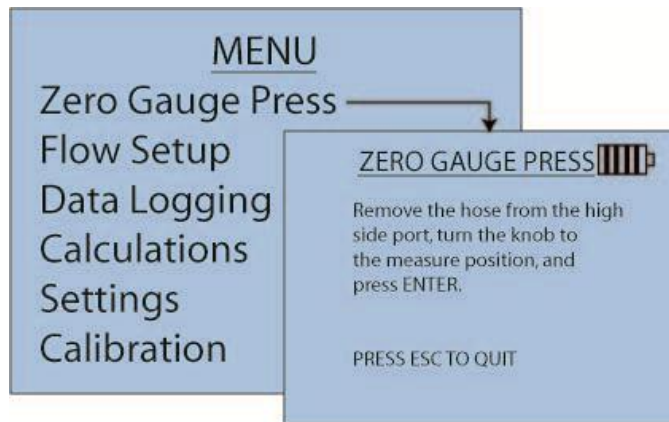 MENU
Zero Gauge Press
Flow Setup
Data Logging
Calculations
Settings
Calibration
ZERO GAUGE PRESS
Remove the hose from the high
side port, turn the knob to
the measure position, and
press ENTER.
PRESS ESC TO QUIT